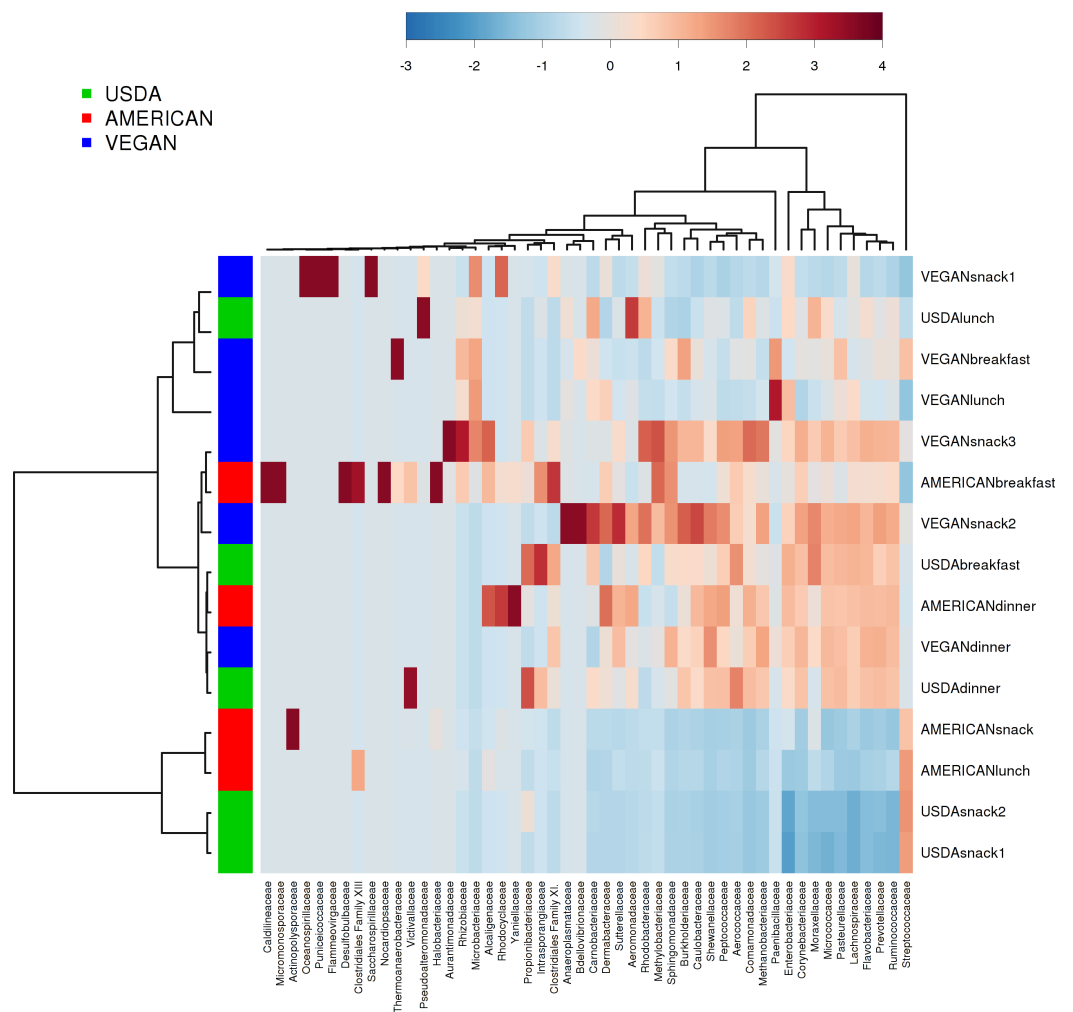 -3 -2 -1 0 1 2 3 4
USDA
AMERICAN
VEGAN
VEGANsnack1
USDAlunch
VEGANbreakfast
VEGANlunch
VEGANsnack3
AMERICANbreakfast
VEGANsnack2
USDAbreakfast
AMERICANdinner
VEGANdinner
USDAdinner
AMERICANsnack
AMERICANlunch
USDAsnack2
USDAsnack1
Caldilineaceae
Micromonosporaceae
Actinopolysporaceae
Oceanospirillaceae
Puniceicoccaceae
Flammeovirgaceae
Desulfobulbaceae
Clostridiales Family XIII
Saccharospirillaceae
Nocardiopsaceae
Thermoanaerobacteraceae
Victivallaceae
Pseudoalteromonadaceae
Halobacteriaceae
Aurantimonadaceae
Rhizobiaceae
Microbacteriaceae
Alcaligenaceae
Rhodocyclaceae
Yaniellaceae
Propionibacteriaceae
Intrasporangiaceae
Clostridiales Family XI.
Anaeroplasmataceae
Bdellovibrionaceae
Carnobacteriaceae
Dermabacteraceae
Sutterellaceae
Aeromonadaceae
Rhodobacteraceae
Methylobacteriaceae
Sphingomonadaceae
Burkholderiaceae
Caulobacteraceae
Shewanellaceae
Peptococcaceae
Aerococcaceae
Comamonadaceae
Methanobacteriaceae
Paenibacillaceae
Enterobacteriaceae
Corynebacteriaceae
Moraxellaceae
Micrococcaceae
Pasteurellaceae
Lachnospiraceae
Flavobacteriaceae
Prevotellaceae
Ruminococcaceae
Streptococcaceae